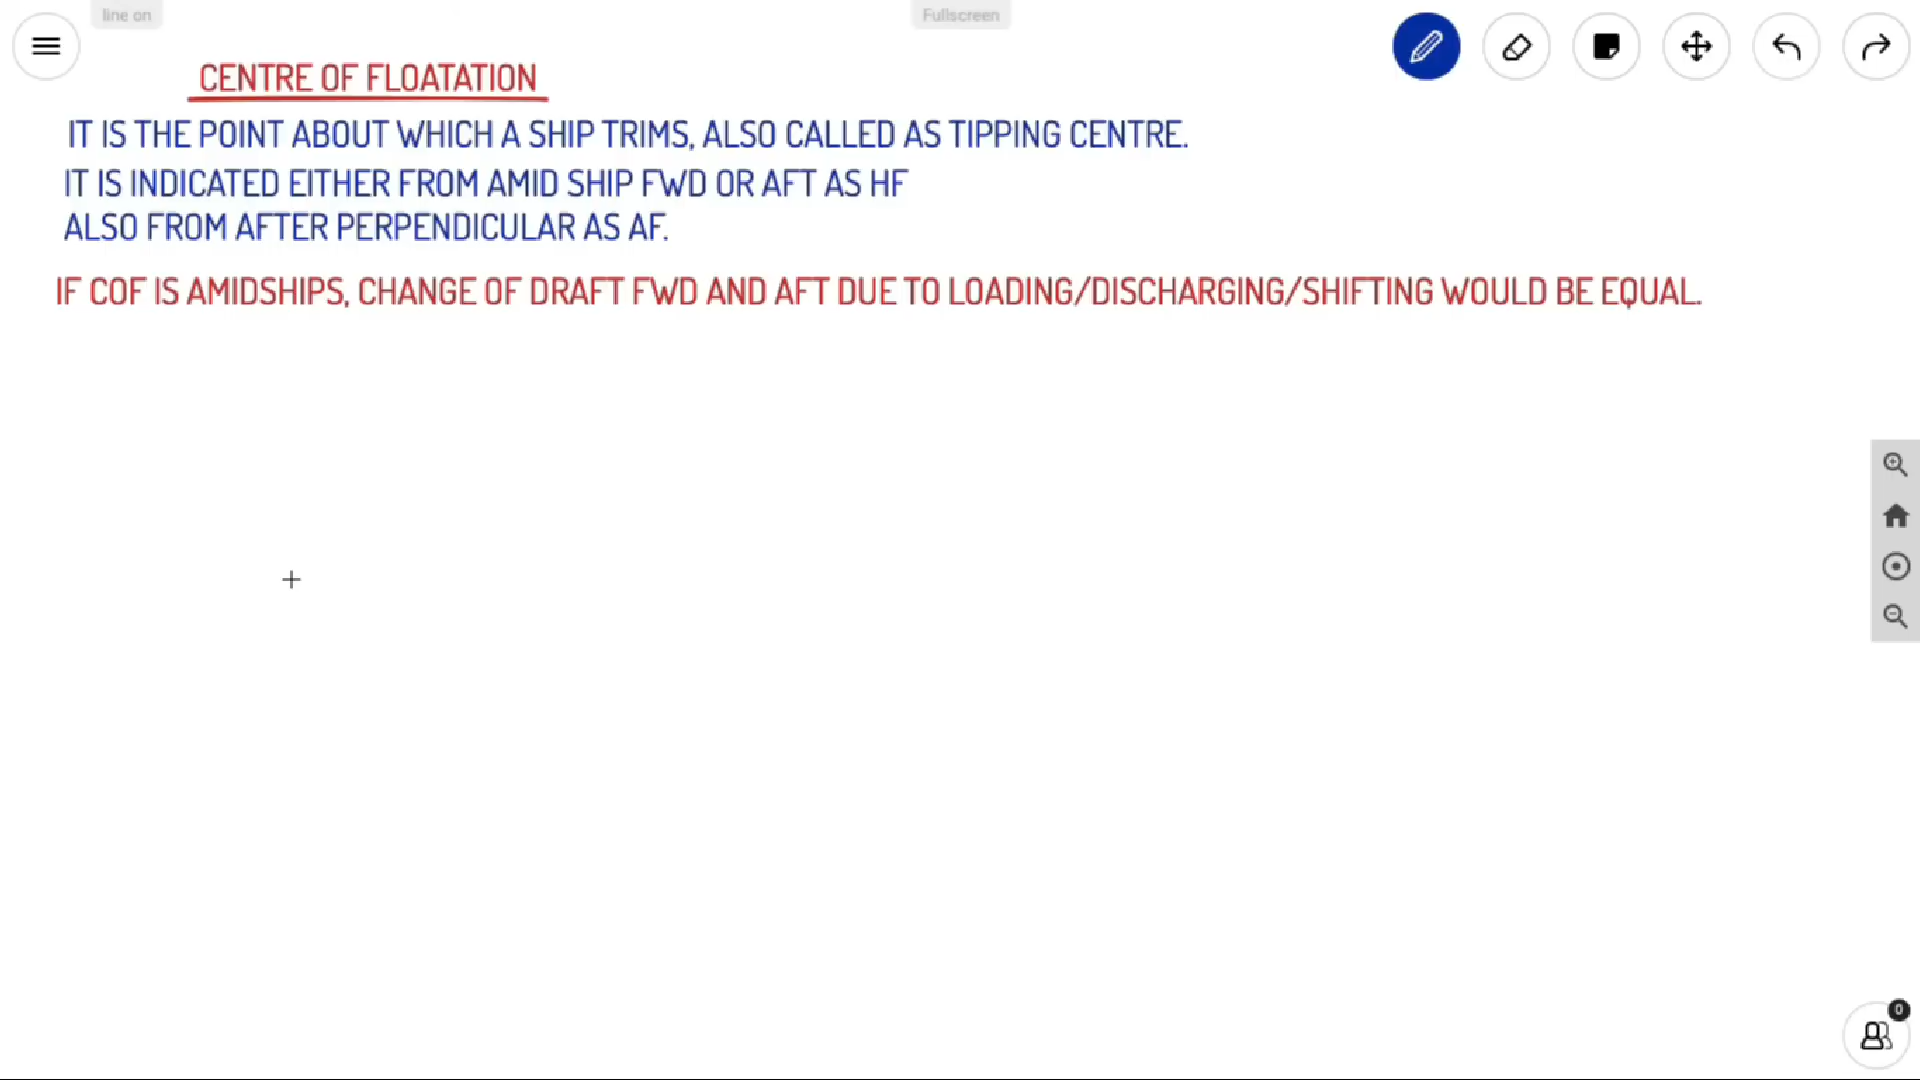 line on
Fullscreen
CENTRE OF FLOATATION
IT IS THE POINT ABOUT WHICH A SHIP TRIMS, ALSO CALLED AS TIPPING CENTRE.
IT IS INDICATED EITHER FROM AMID SHIP FWD OR AFT AS HF
ALSO FROM AFTER PERPENDICULAR AS AF.
IF COF IS AMIDSHIPS, CHANGE OF DRAFT FWD AND AFT DUE TO LOADING/DISCHARGING/SHIFTING WOULD BE EQUAL.
0